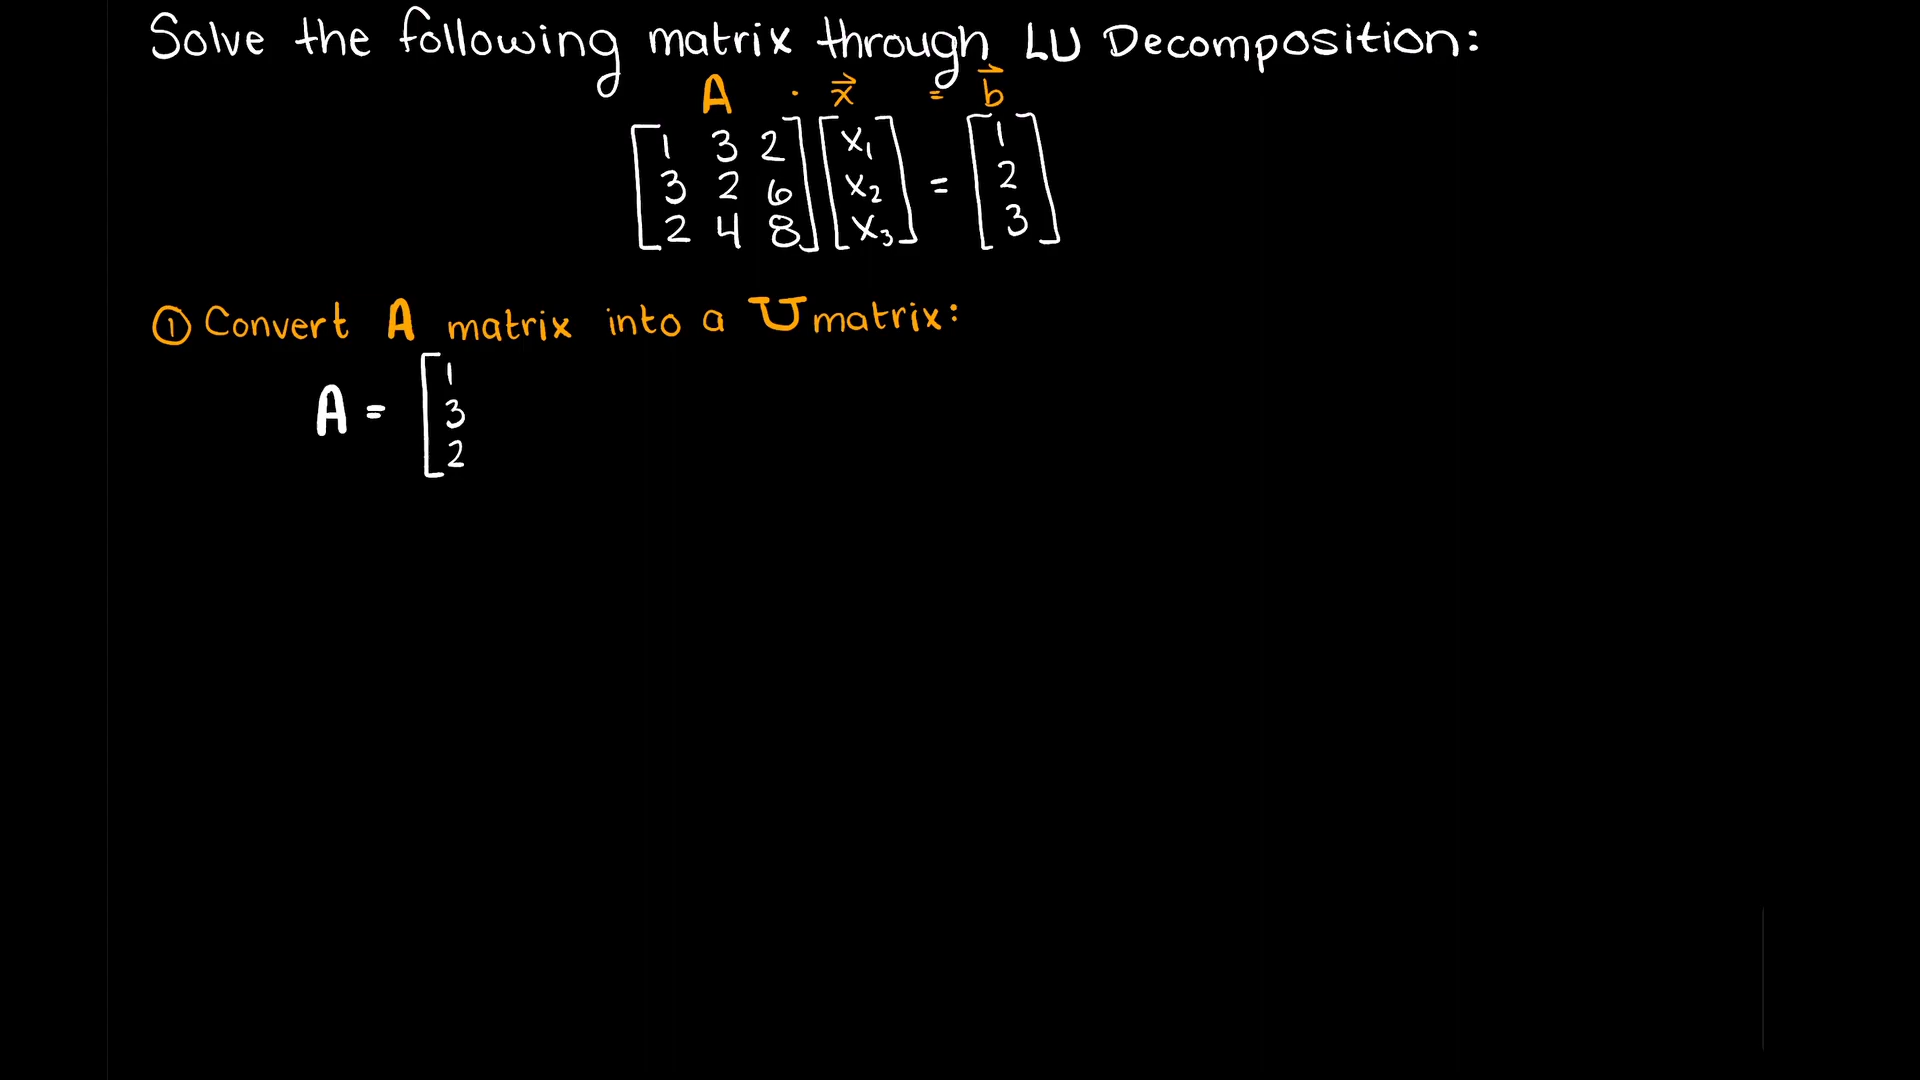 Solve the following matrix through LU Decomposition:
A · x⃗ = b⃗
[1 3 2] [x₁] = [1]
[3 2 6] [x₂] = [2]
[2 4 8] [x₃] = [3]
① Convert A matrix into a U matrix:
A = [1
3
2